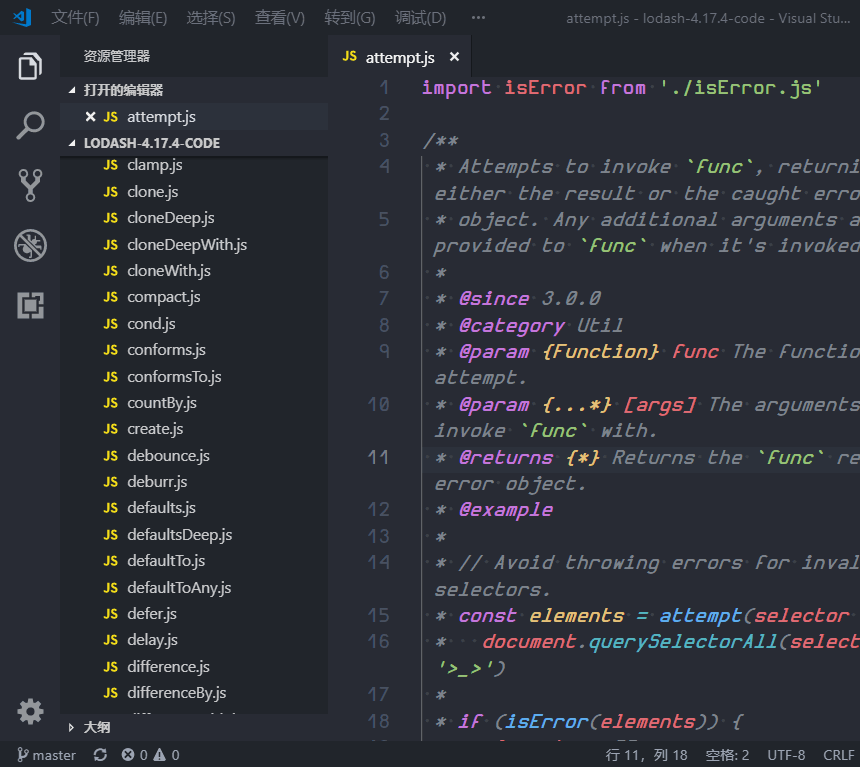 文件(F) 编辑(E) 选择(S) 查看(V) 转到(G) 调试(D) ··· attempt.js - lodash-4.17.4-code - Visual Stu...
资源管理器
打开的编辑器
JS attempt.js
LODASH-4.17.4-CODE
JS clamp.js
JS clone.js
JS cloneDeep.js
JS cloneDeepWith.js
JS cloneWith.js
JS compact.js
JS cond.js
JS conforms.js
JS conformsTo.js
JS countBy.js
JS create.js
JS debounce.js
JS deburr.js
JS defaults.js
JS defaultsDeep.js
JS defaultTo.js
JS defaultToAny.js
JS defer.js
JS delay.js
JS difference.js
JS differenceBy.js
大纲
JS attempt.js
1 import isError from './isError.js'
2
3 /**
4 * Attempts to invoke `func`, returni
either the result or the caught erro
5 * object. Any additional arguments a
provided to `func` when it's invoked
6 *
7 * @since 3.0.0
8 * @category Util
9 * @param {Function} func The functio
attempt.
10 * @param {...*} [args] The arguments
invoke `func` with.
11 * @returns {*} Returns the `func` re
error object.
12 * @example
13 *
14 * // Avoid throwing errors for inval
selectors.
15 * const elements = attempt(selector
16 * document.querySelectorAll(select
'>_>')
17 *
18 * if (isError(elements)) {
master 0 0 行 11，列 18 空格: 2 UTF-8 CRLF